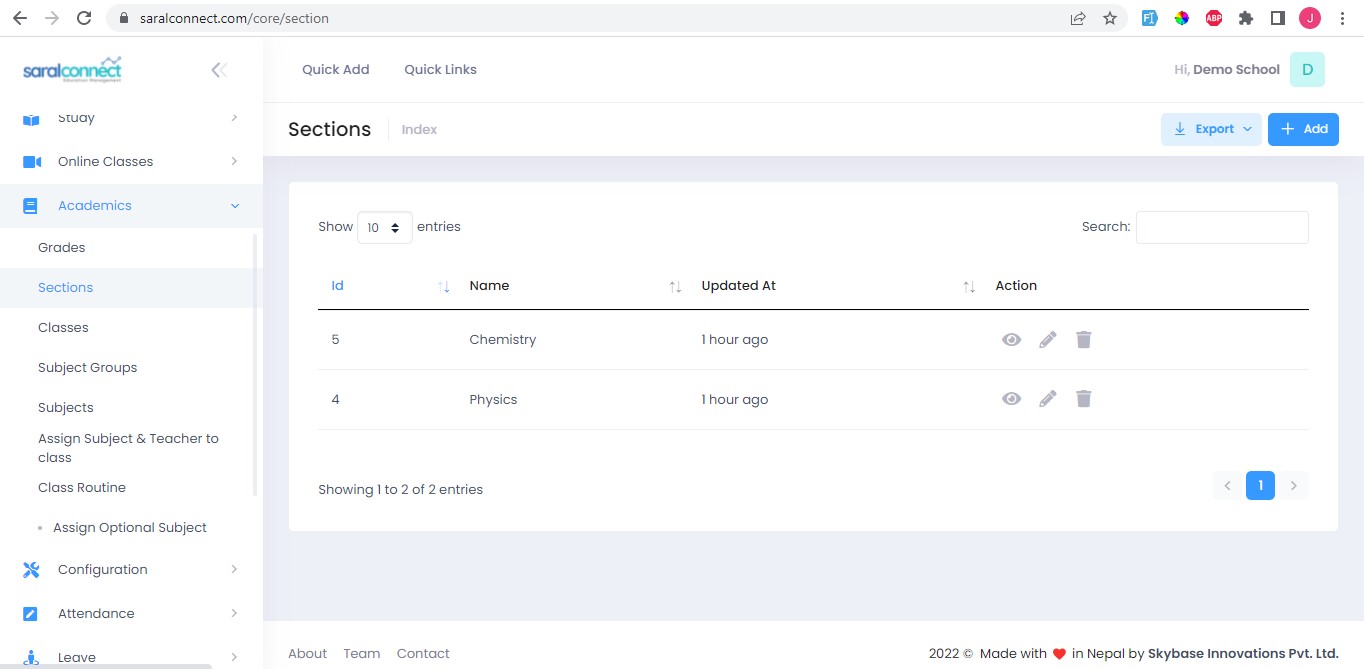 saralconnect.com/core/section
FI
ABP
J
saralconnect
Education Management
Quick Add Quick Links
Hi, Demo School D
Study
Online Classes
Academics
Grades
Sections
Classes
Subject Groups
Subjects
Assign Subject & Teacher to
class
Class Routine
Assign Optional Subject
Configuration
Attendance
Leave
Sections Index
Export
Add
Show 10 entries
Search:
Id Name Updated At Action
5 Chemistry 1 hour ago
4 Physics 1 hour ago
Showing 1 to 2 of 2 entries
1
About Team Contact
2022 © Made with ❤ in Nepal by Skybase Innovations Pvt. Ltd.